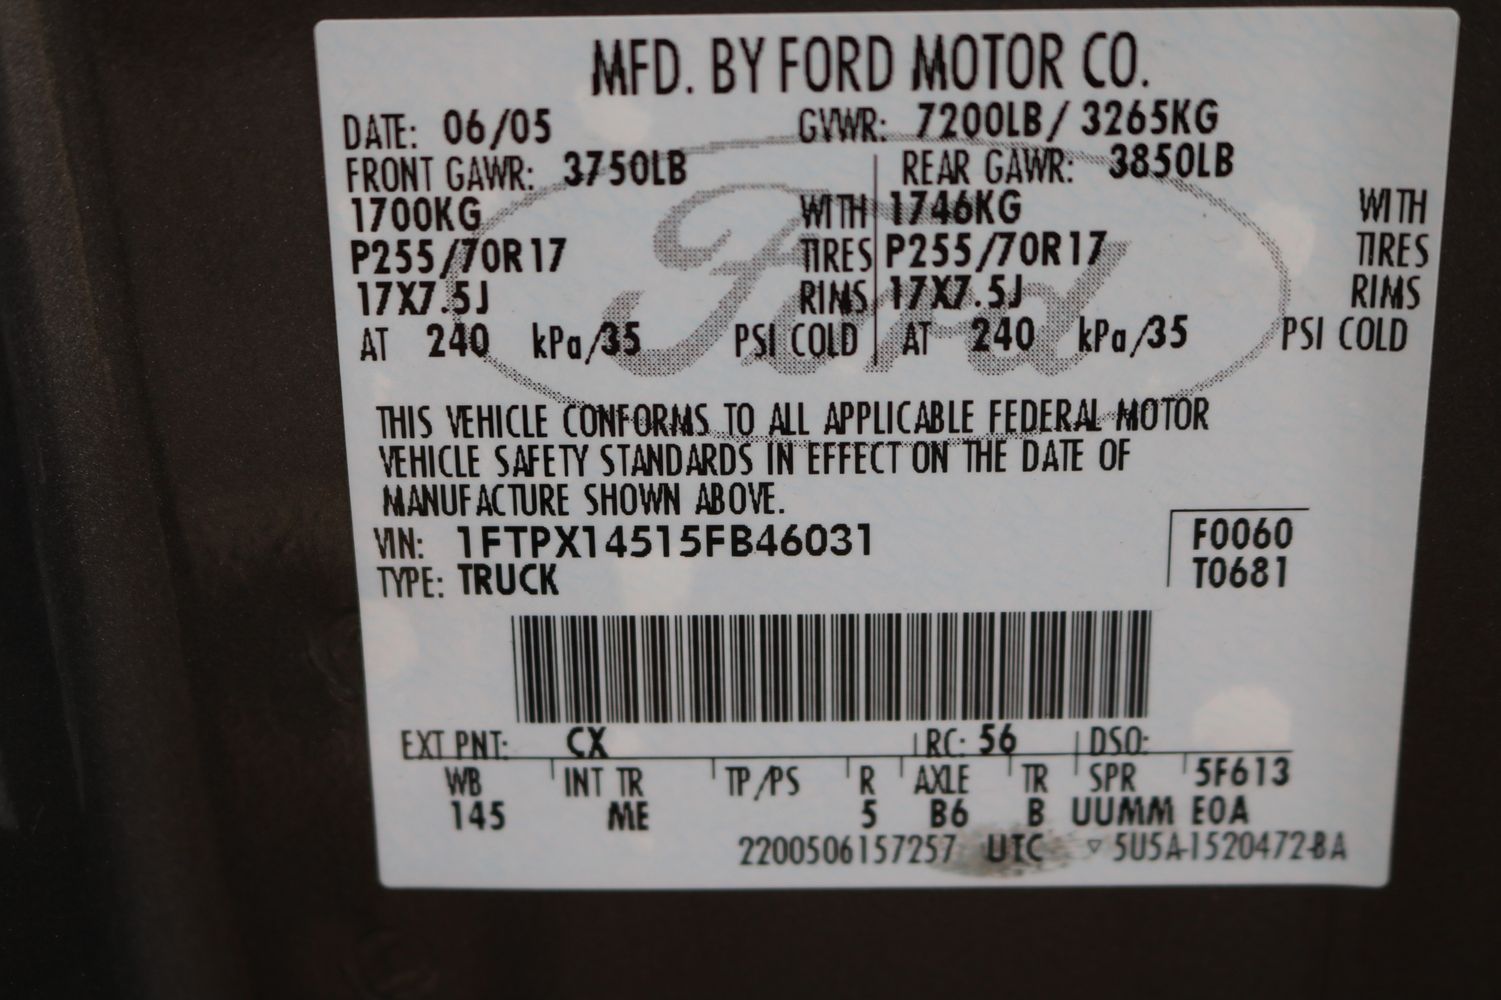 MFD. BY FORD MOTOR CO.
DATE: 06/05 GVWR: 7200LB/ 3265KG
FRONT GAWR: 3750LB REAR GAWR: 3850LB
1700KG WITH 1746KG WITH
P255/70R17 TIRES P255/70R17 TIRES
17X7.5J RIMS 17X7.5J RIMS
AT 240 kPa/35 PSI COLD AT 240 kPa/35 PSI COLD
Ford
THIS VEHICLE CONFORMS TO ALL APPLICABLE FEDERAL MOTOR
VEHICLE SAFETY STANDARDS IN EFFECT ON THE DATE OF
MANUFACTURE SHOWN ABOVE.
VIN: 1FTPX14515FB46031 F0060
TYPE: TRUCK T0681
EXT PNT: CX RC: 56 DSO:
WB INT TR TP/PS R AXLE TR SPR 5F613
145 ME 5 B6 B UUMM E0A
2200506157257 UTC ▽ 5U5A-1520472-BA